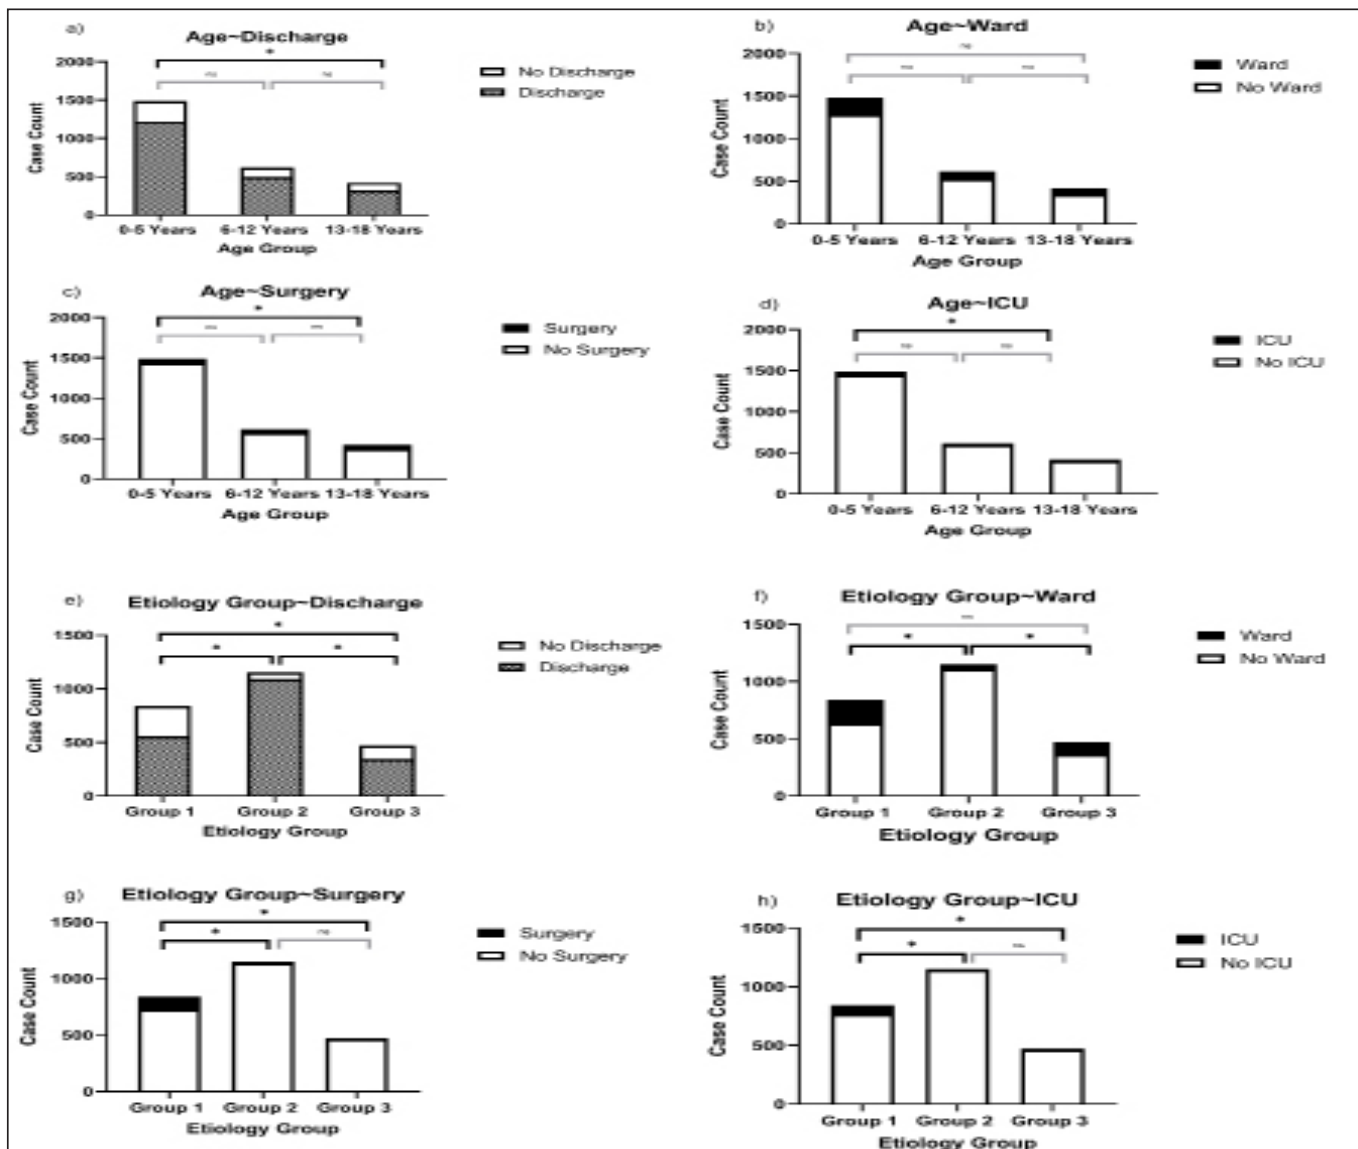 a)
Age~Discharge
*
ns
ns
No Discharge
Discharge
2000
1500
1000
500
0
Case Count
0-5 Years
6-12 Years
13-18 Years
Age Group
b)
Age~Ward
ns
ns
ns
Ward
No Ward
2000
1500
1000
500
0
Case Count
0-5 Years
6-12 Years
13-18 Years
Age Group
c)
Age~Surgery
*
ns
ns
Surgery
No Surgery
2000
1500
1000
500
0
Case Count
0-5 Years
6-12 Years
13-18 Years
Age Group
d)
Age~ICU
*
ns
ns
ICU
No ICU
2000
1500
1000
500
0
Case Count
0-5 Years
6-12 Years
13-18 Years
Age Group
e)
Etiology Group~Discharge
*
*
*
No Discharge
Discharge
1500
1000
500
0
Case Count
Group 1
Group 2
Group 3
Etiology Group
f)
Etiology Group~Ward
ns
*
*
Ward
No Ward
1500
1000
500
0
Case Count
Group 1
Group 2
Group 3
Etiology Group
g)
Etiology Group~Surgery
*
*
ns
Surgery
No Surgery
1500
1000
500
0
Case Count
Group 1
Group 2
Group 3
Etiology Group
h)
Etiology Group~ICU
*
*
ns
ICU
No ICU
1500
1000
500
0
Case Count
Group 1
Group 2
Group 3
Etiology Group